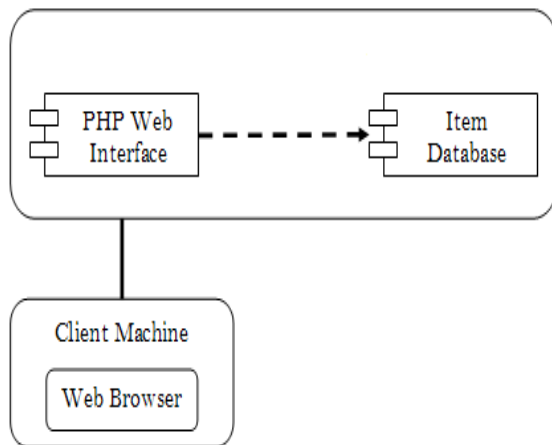 PHP Web
Interface
Item
Database
Client Machine
Web Browser